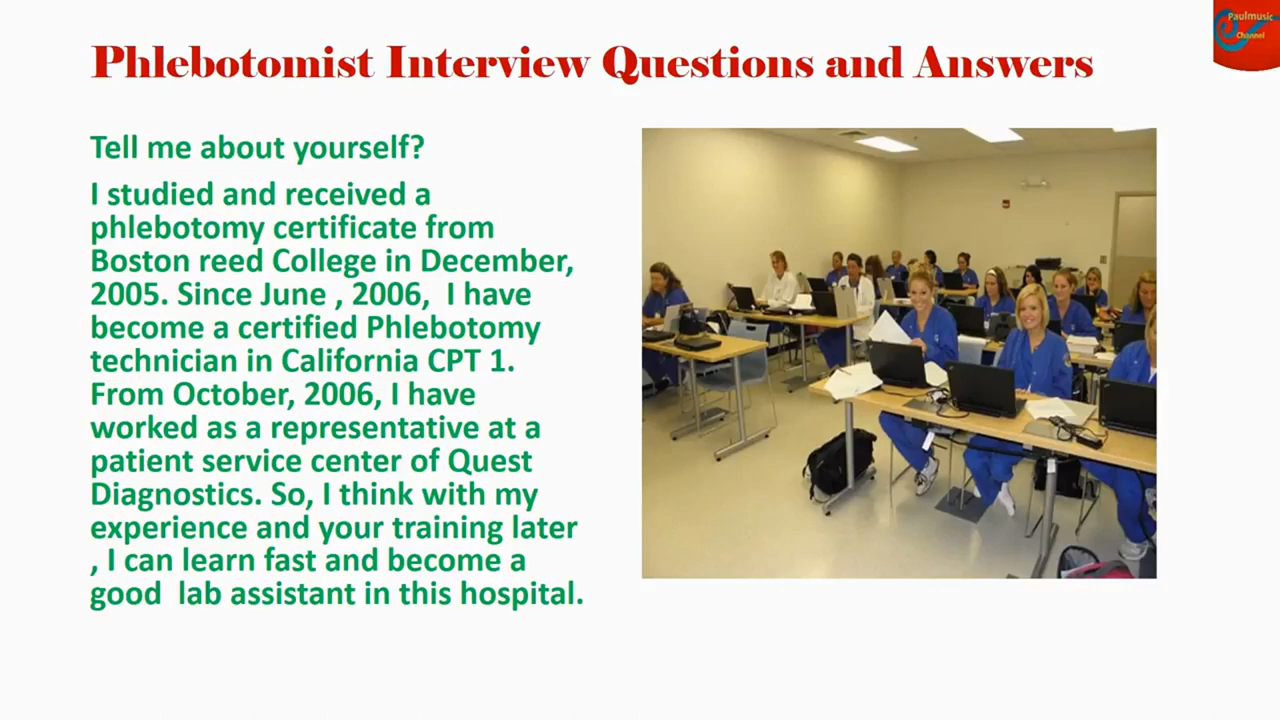 Paulmusic
Channel
Phlebotomist Interview Questions and Answers
Tell me about yourself?
I studied and received a
phlebotomy certificate from
Boston reed College in December,
2005. Since June , 2006,  I have
become a certified Phlebotomy
technician in California CPT 1.
From October, 2006, I have
worked as a representative at a
patient service center of Quest
Diagnostics. So, I think with my
experience and your training later
, I can learn fast and become a
good  lab assistant in this hospital.